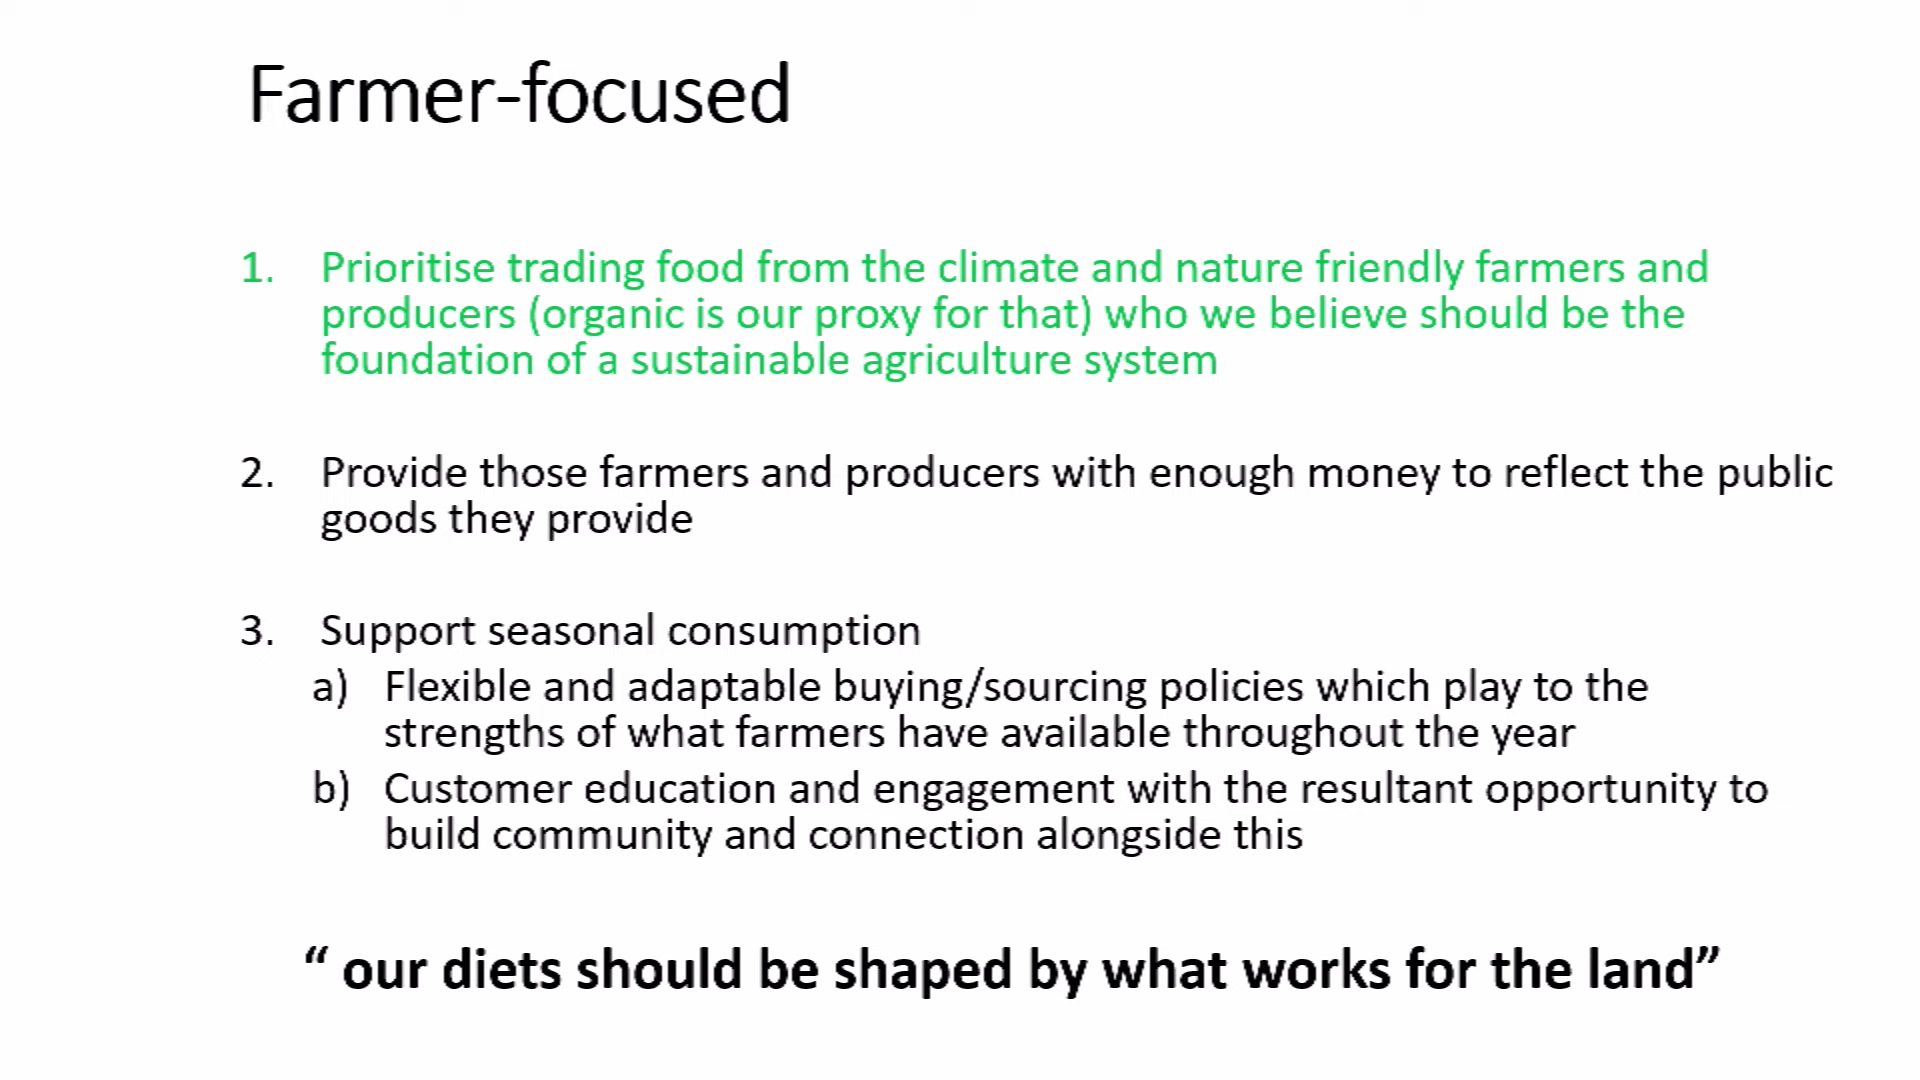 Farmer-focused
1. Prioritise trading food from the climate and nature friendly farmers and
producers (organic is our proxy for that) who we believe should be the
foundation of a sustainable agriculture system
2. Provide those farmers and producers with enough money to reflect the public
goods they provide
3. Support seasonal consumption
a) Flexible and adaptable buying/sourcing policies which play to the
strengths of what farmers have available throughout the year
b) Customer education and engagement with the resultant opportunity to
build community and connection alongside this
“ our diets should be shaped by what works for the land”